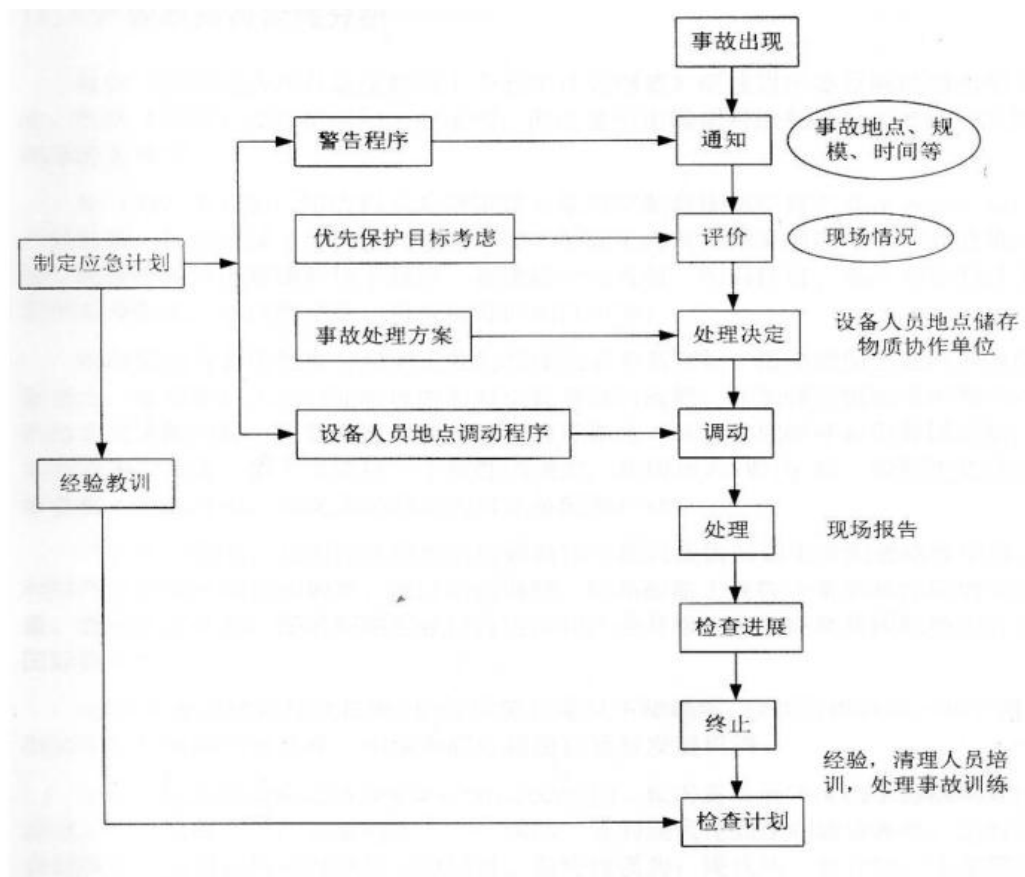 事故出现
警告程序
通知
事故地点、规
模、时间等
制定应急计划
优先保护目标考虑
评价
现场情况
事故处理方案
处理决定
设备人员地点储存
物质协作单位
设备人员地点调动程序
调动
经验教训
处理
现场报告
检查进展
终止
经验，清理人员培
训，处理事故训练
检查计划